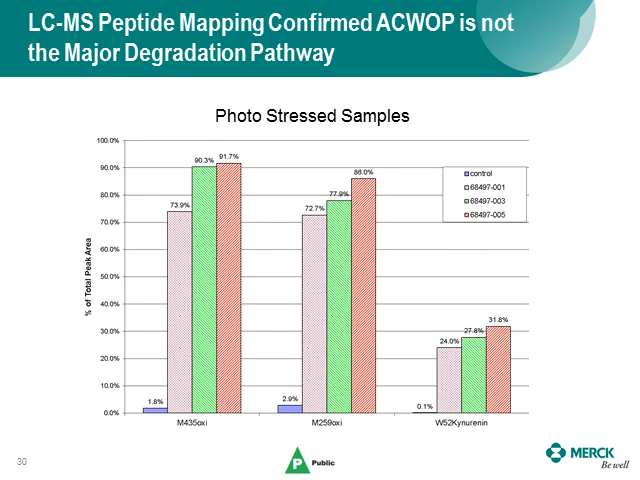 LC-MS Peptide Mapping Confirmed ACWOP is not
the Major Degradation Pathway
Photo Stressed Samples
% of Total Peak Area
100.0%
90.0%
80.0%
70.0%
60.0%
50.0%
40.0%
30.0%
20.0%
10.0%
0.0%
1.8%
73.9%
90.3%
91.7%
2.9%
72.7%
77.9%
86.0%
0.1%
24.0%
27.8%
31.8%
control
68497-001
68497-003
68497-005
M435oxi
M259oxi
W52Kynurenin
30
P
Public
MERCK
Be well